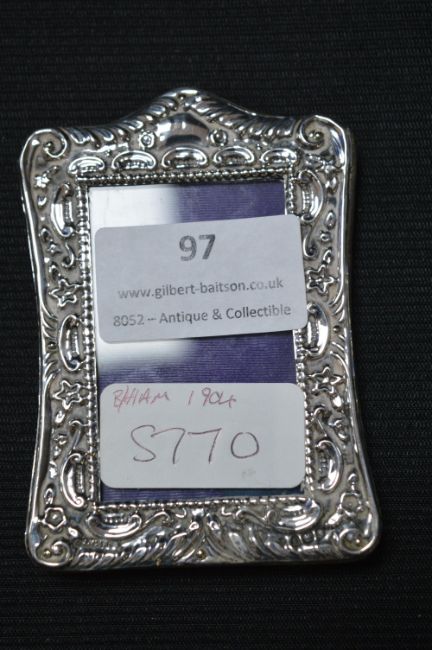 97
www.gilbert-baitson.co.uk
8052 – Antique & Collectible
B/HAM 1904
S770